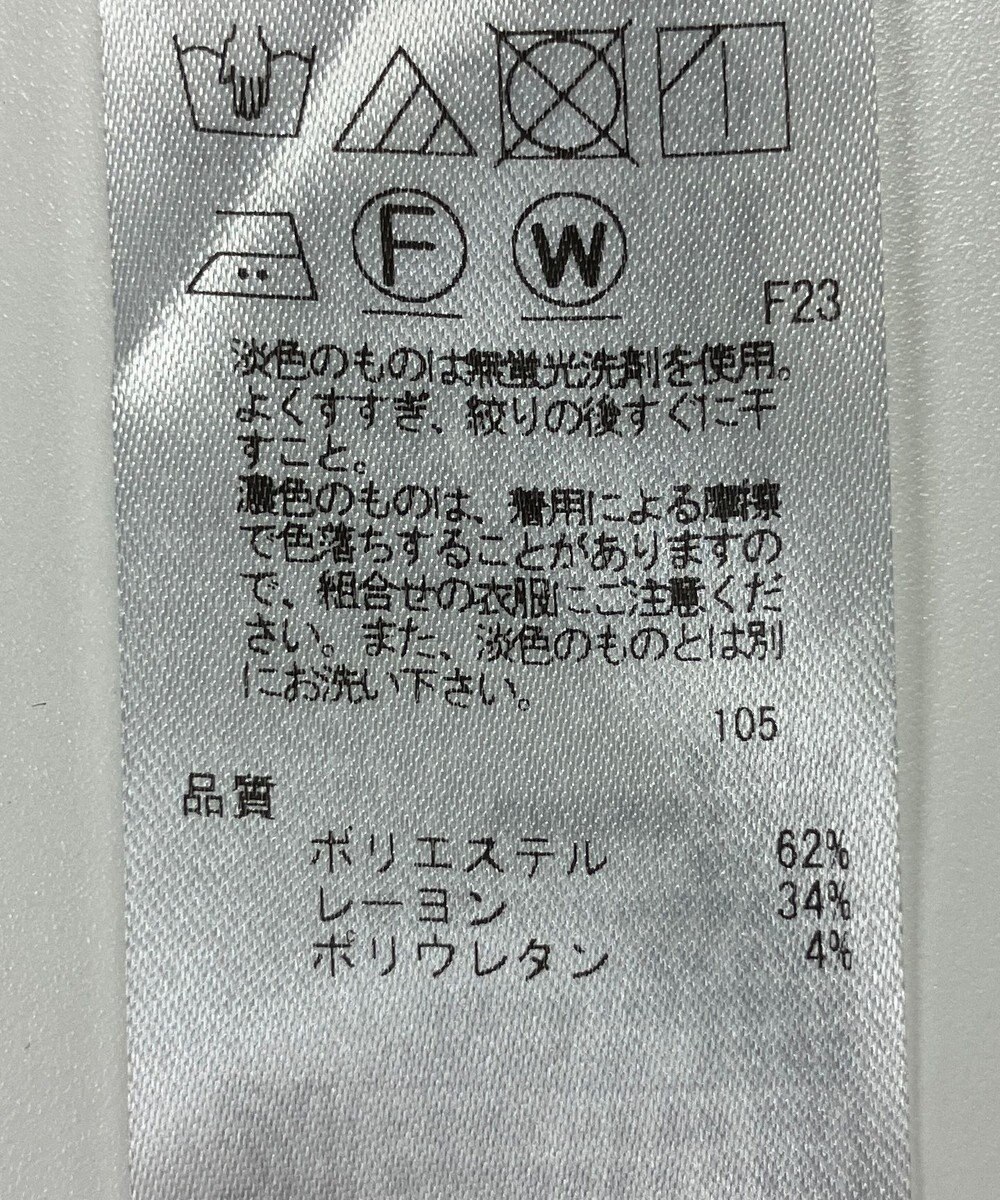 F W F23
淡色のものは無蛍光洗剤を使用。
よくすすぎ、絞りの後すぐに干
すこと。
濃色のものは、着用による摩擦
で色落ちすることがありますの
で、組合せの衣服にご注意くだ
さい。また、淡色のものとは別
にお洗い下さい。
105
品質
ポリエステル 62%
レーヨン 34%
ポリウレタン 4%